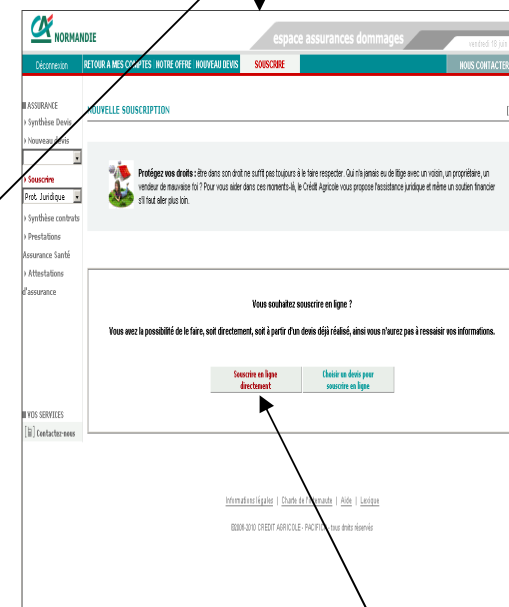 CA NORMANDIE
espace assurances dommages
vendredi 18 juin
Déconnexion RETOUR A MES COMPTES NOTRE OFFRE NOUVEAU DEVIS SOUSCRIRE NOUS CONTACTER
ASSURANCE
Synthèse Devis
Nouveau devis
Souscrire
Prot. Juridique
Synthèse contrats
Prestations
Assurance Santé
Attestations
d'assurance
VOS SERVICES
Contactez-nous
NOUVELLE SOUSCRIPTION
Protégez vos droits : être dans son droit ne suffit pas toujours à le faire respecter. Qui n'a jamais eu de litige avec un voisin, un propriétaire, un
vendeur de mauvaise foi ? Pour vous aider dans ces moments-là, le Crédit Agricole vous propose l'assistance juridique et même un soutien financier
s'il faut aller plus loin.
Vous souhaitez souscrire en ligne ?
Vous avez la possibilité de le faire, soit directement, soit à partir d'un devis déjà réalisé, ainsi vous n'aurez pas à ressaisir vos informations.
Souscrire en ligne
directement
Choisir un devis pour
souscrire en ligne
Informations légales | Charte de l'internaute | Aide | Lexique
©2001-2010 CREDIT AGRICOLE - PACIFICA - tous droits réservés